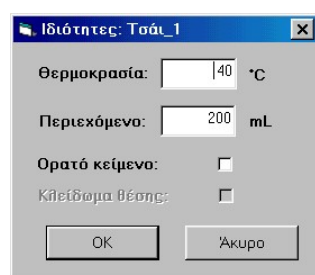 Ιδιότητες: Τσάι_1
Θερμοκρασία: 40 °C
Περιεχόμενο: 200 mL
Ορατό κείμενο:
Κλείδωμα θέσης:
OK Άκυρο